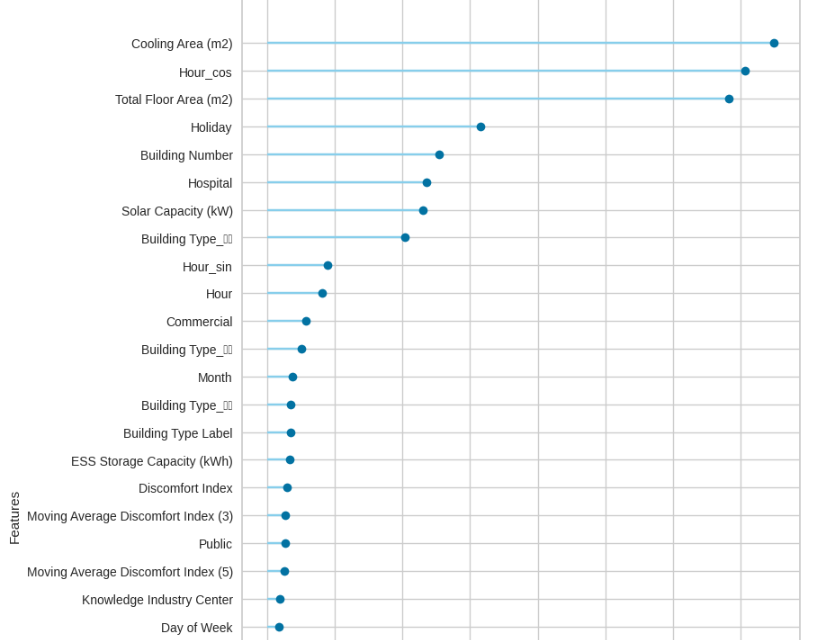 Cooling Area (m2)
Hour_cos
Total Floor Area (m2)
Holiday
Building Number
Hospital
Solar Capacity (kW)
Building Type_▯▯
Hour_sin
Hour
Commercial
Building Type_▯▯
Month
Building Type_▯▯
Building Type Label
ESS Storage Capacity (kWh)
Discomfort Index
Moving Average Discomfort Index (3)
Public
Moving Average Discomfort Index (5)
Knowledge Industry Center
Day of Week
Features